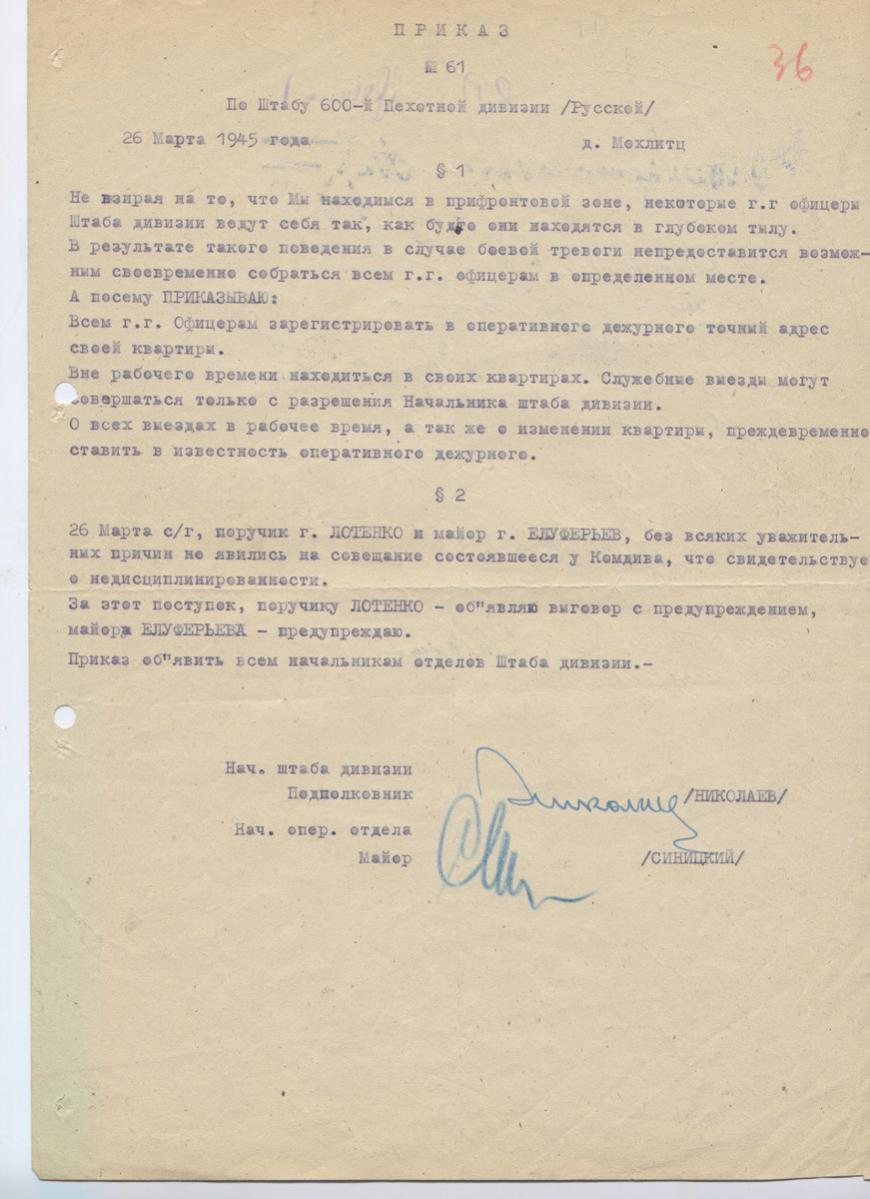 ПРИКАЗ
№ 61
36
По Штабу 600-й Пехотной дивизии /Русской/
26 Марта 1945 года д. Мохлитц
§ 1
Не взирая на то, что Мы находимся в прифронтовой зоне, некоторые г.г офицеры
Штаба дивизии ведут себя так, как будто они находятся в глубоком тылу.
В результате такого поведения в случае боевой тревоги непредоставится возмож-
ным своевременно собраться всем г.г. офицерам в определенном месте.
А посему ПРИКАЗЫВАЮ:
Всем г.г. Офицерам зарегистрировать в оперативного дежурного точный адрес
своей квартиры.
Вне рабочего времени находиться в своих квартирах. Служебные выезды могут
совершаться только с разрешения Начальника штаба дивизии.
О всех выездах в рабочее время, а так же о изменении квартиры, преждевременно
ставить в известность оперативного дежурного.
§ 2
26 Марта с/г, поручик г. ЛОТЕНКО и майор г. ЕЛУФЕРЬЕВ, без всяких уважитель-
ных причин не явились на совещание состоявшееся у Комдива, что свидетельствуе
о недисциплинированности.
За этот поступок, поручику ЛОТЕНКО - об"являю выговор с предупреждением,
майора ЕЛУФЕРЬЕВА - предупреждаю.
Приказ об"явить всем начальникам отделов Штаба дивизии.-
Нач. штаба дивизии
Подполковник /НИКОЛАЕВ/
Нач. опер. отдела
Майор /СИНИЦКИЙ/